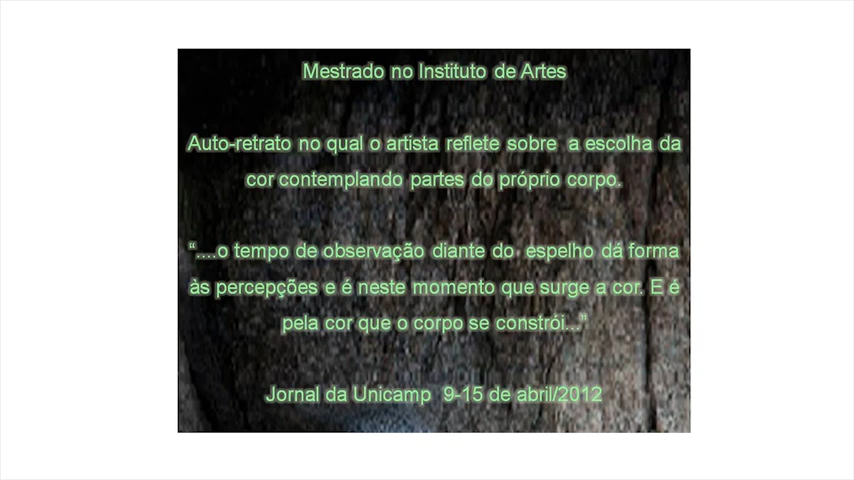 Mestrado no Instituto de Artes
Auto-retrato no qual o artista reflete sobre a escolha da
cor contemplando partes do próprio corpo.
“....o tempo de observação diante do espelho dá forma
às percepções e é neste momento que surge a cor. E é
pela cor que o corpo se constrói...”
Jornal da Unicamp 9-15 de abril/2012